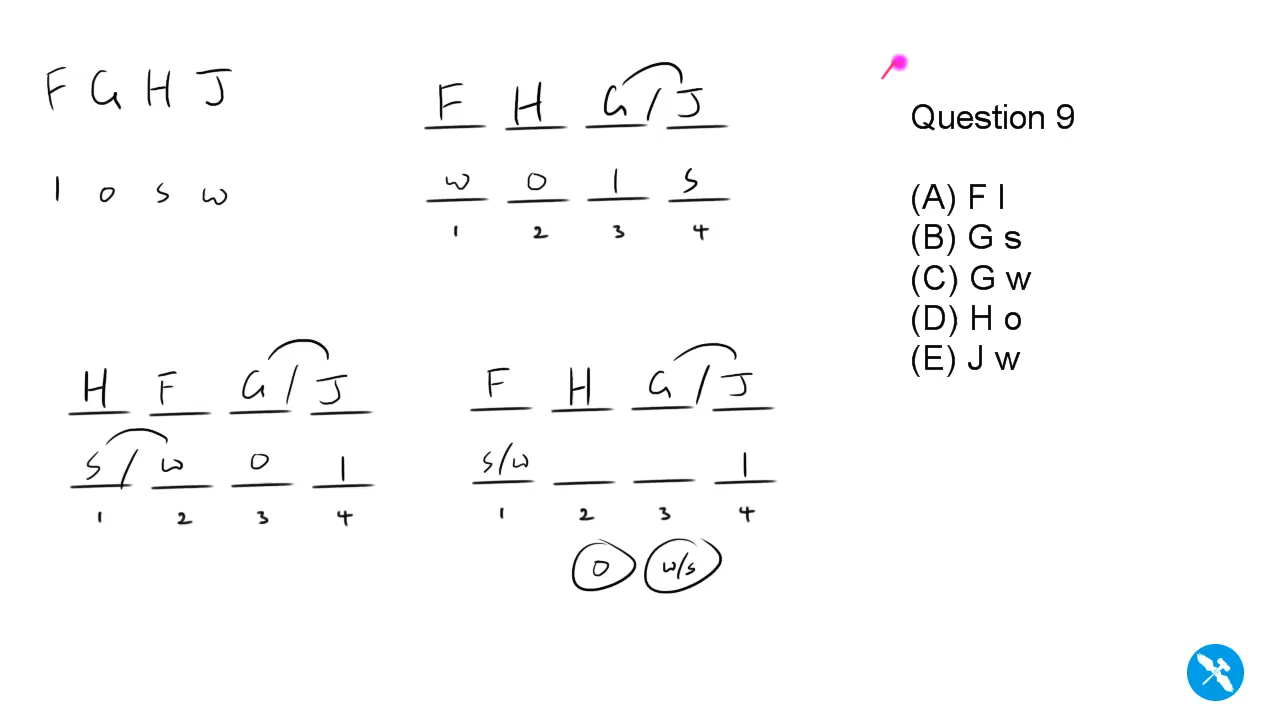 F G H J
l o s w
F H G / J
w o l s
1 2 3 4
H F G / J
s / w o l
1 2 3 4
F H G / J
s/w l
1 2 3 4
o w/s
Question 9
(A) F l
(B) G s
(C) G w
(D) H o
(E) J w